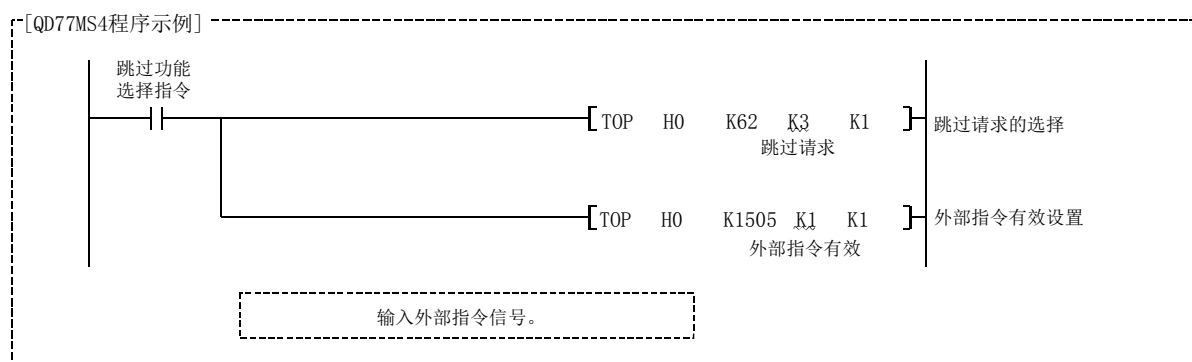 [QD77MS4程序示例]
跳过功能
选择指令
TOP H0 K62 K3 K1
跳过请求的选择
跳过请求
TOP H0 K1505 K1 K1
外部指令有效设置
外部指令有效
输入外部指令信号。